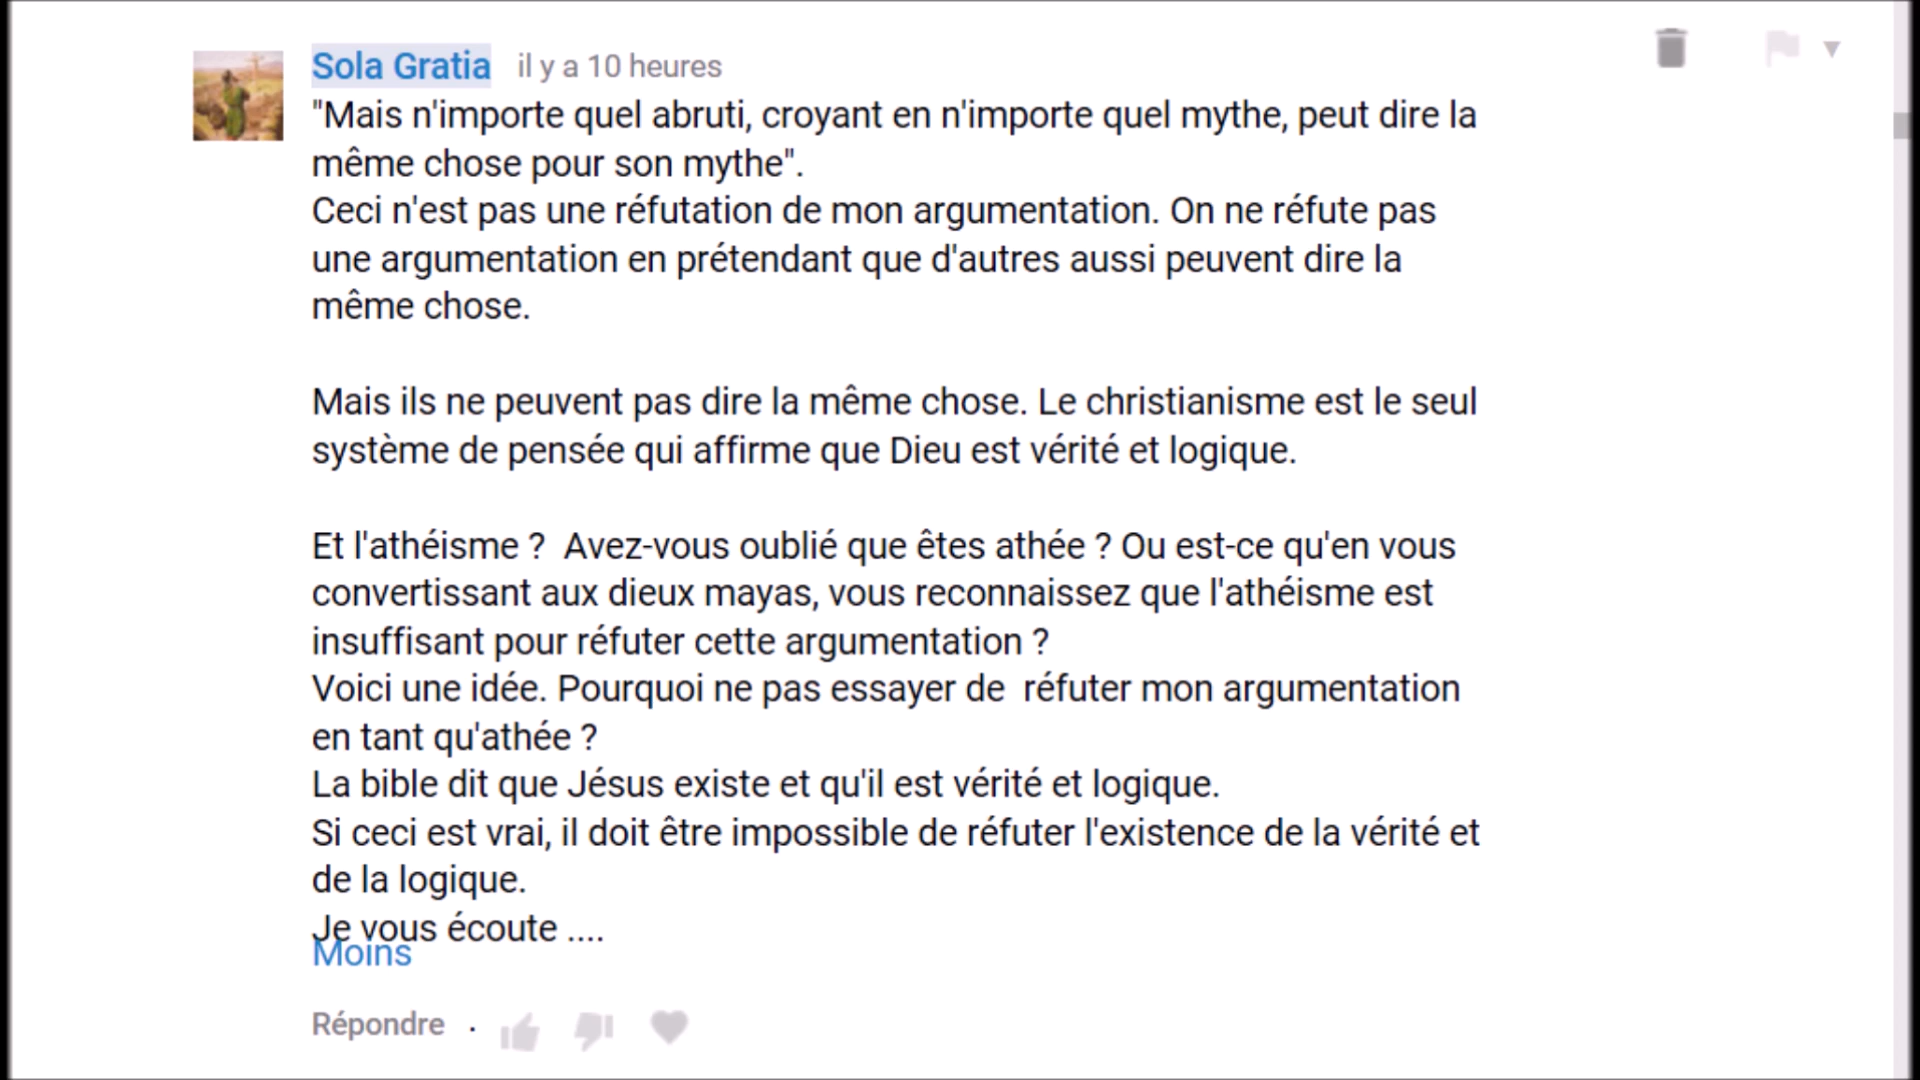 Sola Gratia il y a 10 heures
"Mais n'importe quel abruti, croyant en n'importe quel mythe, peut dire la
même chose pour son mythe".
Ceci n'est pas une réfutation de mon argumentation. On ne réfute pas
une argumentation en prétendant que d'autres aussi peuvent dire la
même chose.
Mais ils ne peuvent pas dire la même chose. Le christianisme est le seul
système de pensée qui affirme que Dieu est vérité et logique.
Et l'athéisme ?  Avez-vous oublié que êtes athée ? Ou est-ce qu'en vous
convertissant aux dieux mayas, vous reconnaissez que l'athéisme est
insuffisant pour réfuter cette argumentation ?
Voici une idée. Pourquoi ne pas essayer de  réfuter mon argumentation
en tant qu'athée ?
La bible dit que Jésus existe et qu'il est vérité et logique.
Si ceci est vrai, il doit être impossible de réfuter l'existence de la vérité et
de la logique.
Je vous écoute ....
Moins
Répondre ·